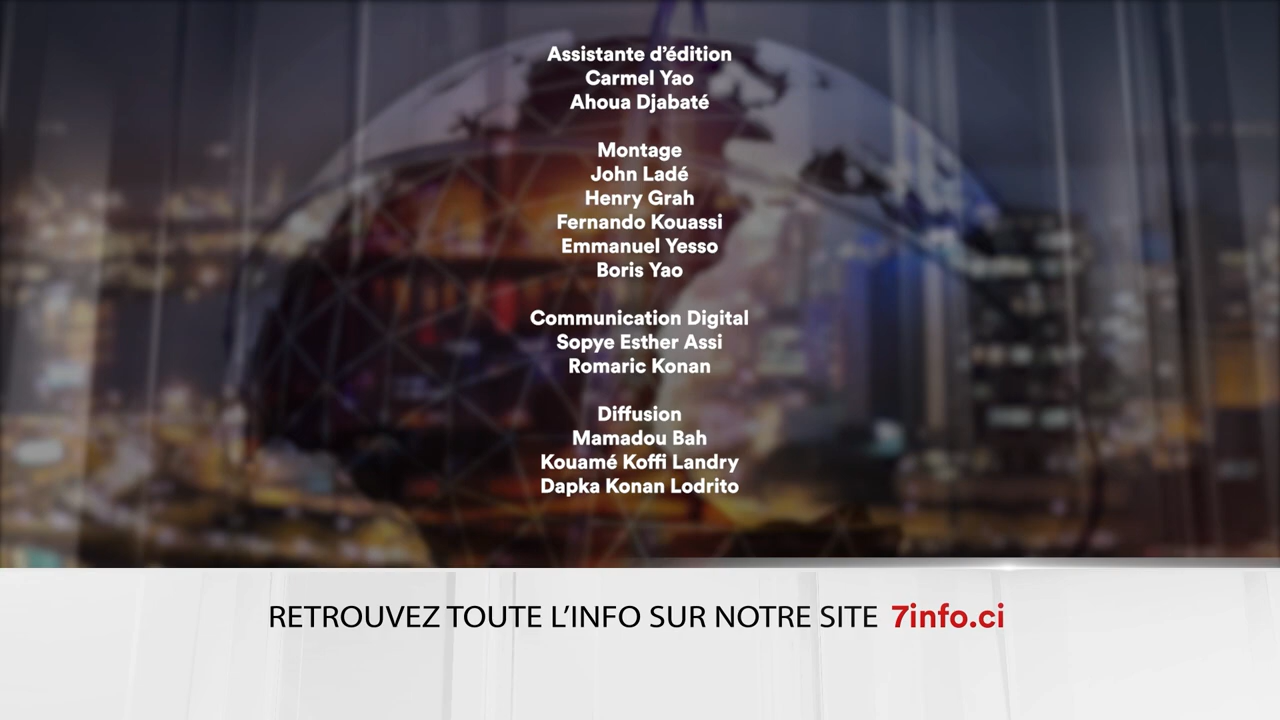 Assistante d’édition
Carmel Yao
Ahoua Djabaté
Montage
John Ladé
Henry Grah
Fernando Kouassi
Emmanuel Yesso
Boris Yao
Communication Digital
Sopye Esther Assi
Romaric Konan
Diffusion
Mamadou Bah
Kouamé Koffi Landry
Dapka Konan Lodrito
RETROUVEZ TOUTE L’INFO SUR NOTRE SITE 7info.ci